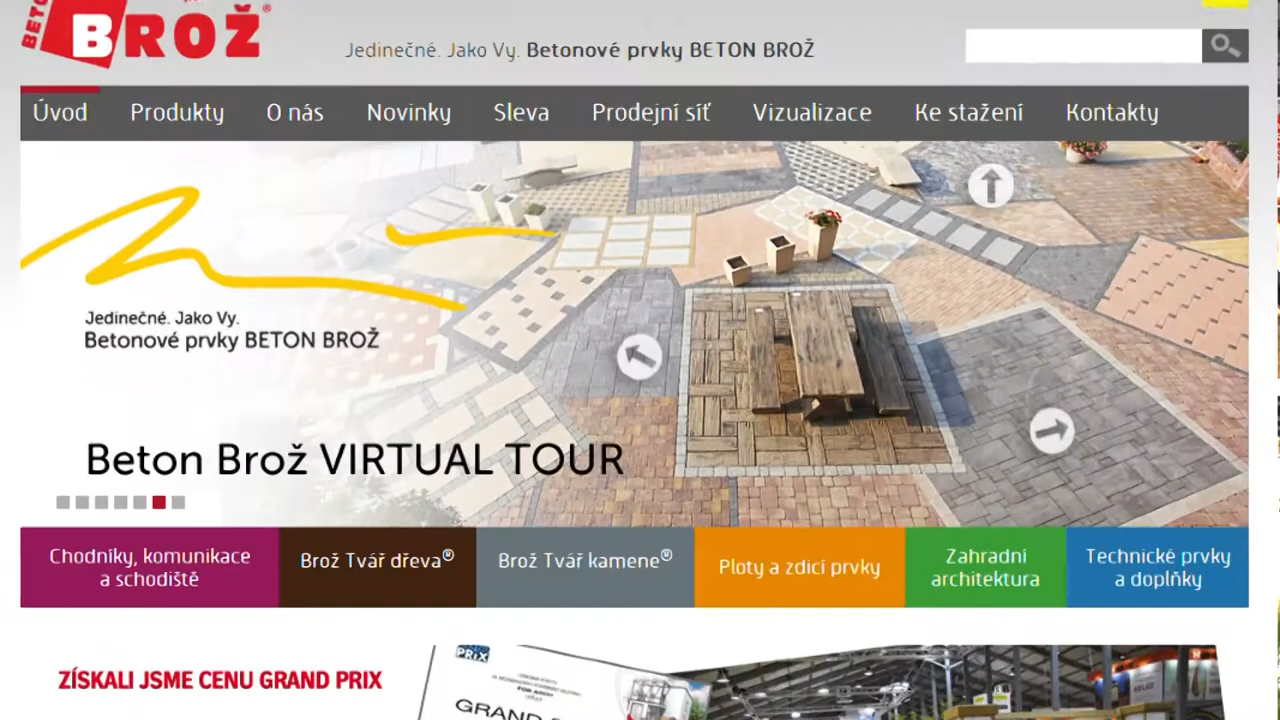 BROŽ®
Jedinečné. Jako Vy. Betonové prvky BETON BROŽ
Úvod Produkty O nás Novinky Sleva Prodejní síť Vizualizace Ke stažení Kontakty
Jedinečné. Jako Vy.
Betonové prvky BETON BROŽ
Beton Brož VIRTUAL TOUR
Chodníky, komunikace
a schodiště
Brož Tvář dřeva®
Brož Tvář kamene®
Ploty a zdicí prvky
Zahradní
architektura
Technické prvky
a doplňky
ZÍSKALI JSME CENU GRAND PRIX
PRIX
FOR ARCH
GRAND